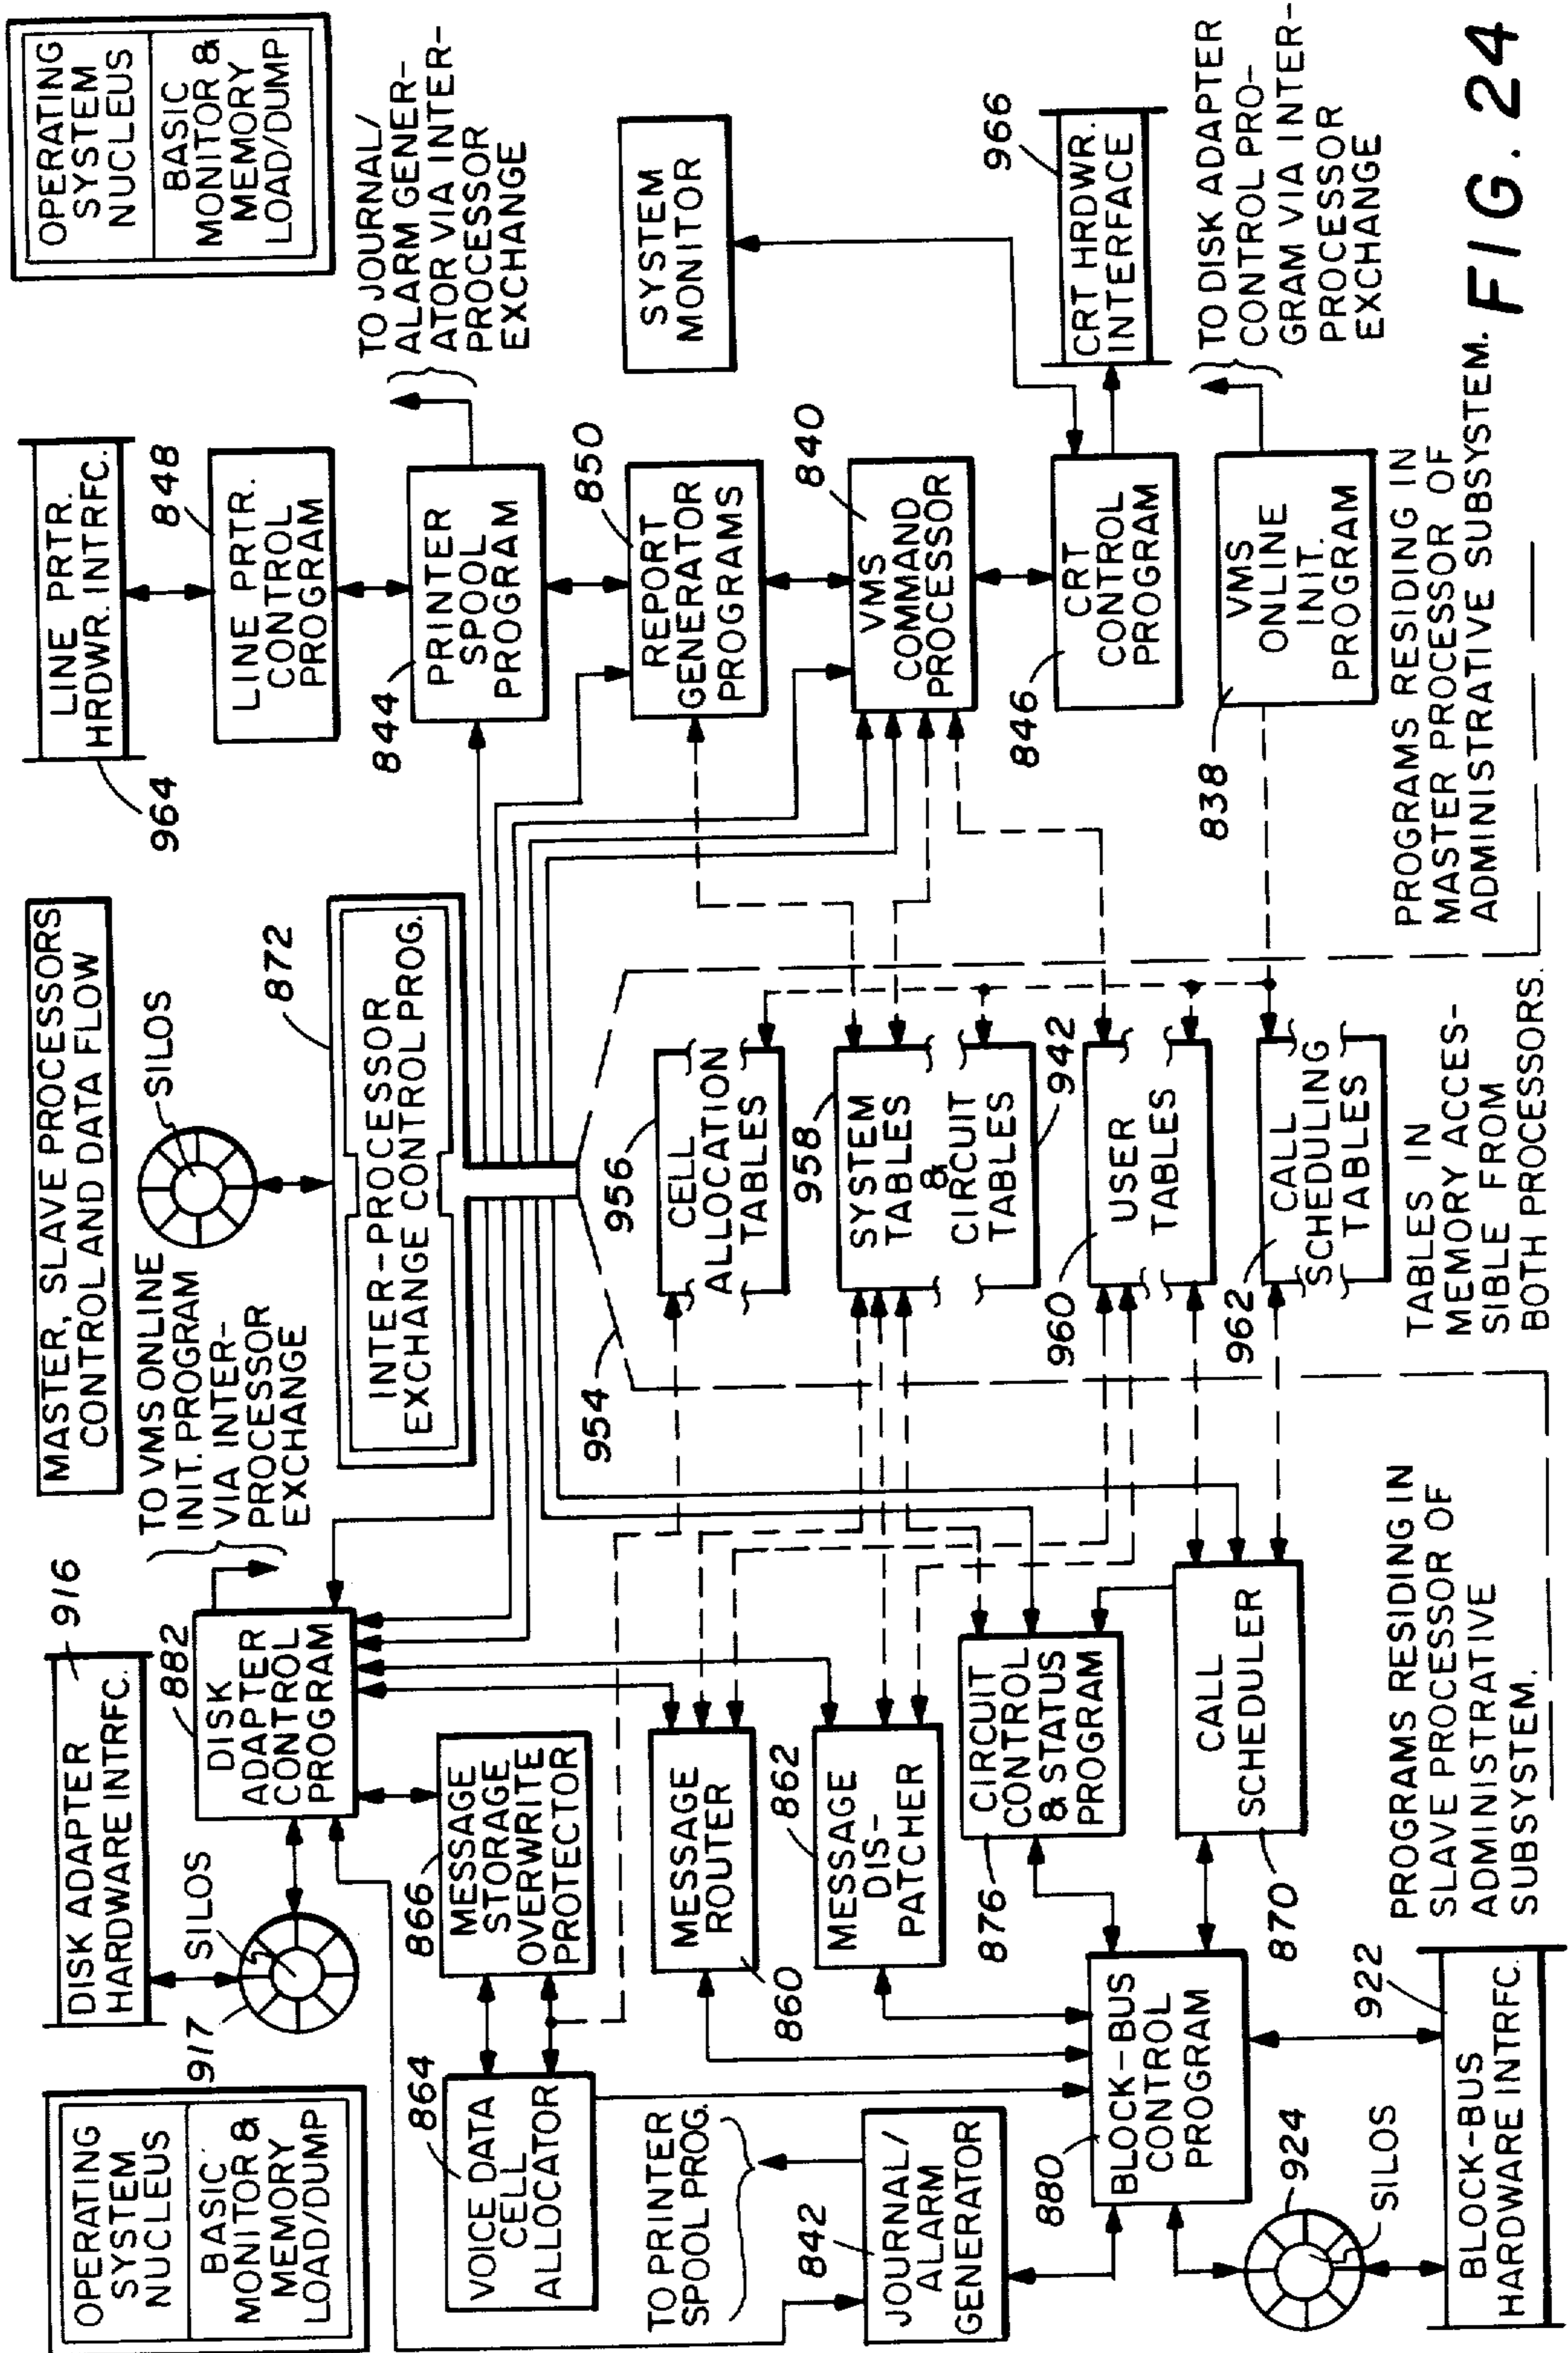 OPERATING
SYSTEM
NUCLEUS
BASIC
MONITOR &
MEMORY
LOAD/DUMP
DISK ADAPTER
HARDWARE INTRFC.
916
917
SILOS
882
DISK
ADAPTER
CONTROL
PROGRAM
TO VMS ONLINE
INIT. PROGRAM
VIA INTER-
PROCESSOR
EXCHANGE
MASTER, SLAVE PROCESSORS
CONTROL AND DATA FLOW
SILOS
872
INTER-PROCESSOR
EXCHANGE CONTROL PROG.
LINE PRTR.
HRDWR. INTRFC.
964
848
LINE PRTR.
CONTROL
PROGRAM
OPERATING
SYSTEM
NUCLEUS
BASIC
MONITOR &
MEMORY
LOAD/DUMP
864
VOICE DATA
CELL
ALLOCATOR
866
MESSAGE
STORAGE
OVERWRITE
PROTECTOR
844
PRINTER
SPOOL
PROGRAM
TO JOURNAL/
ALARM GENER-
ATOR VIA INTER-
PROCESSOR
EXCHANGE
TO PRINTER
SPOOL PROG.
MESSAGE
ROUTER
860
954
956
CELL
ALLOCATION
TABLES
850
REPORT
GENERATOR
PROGRAMS
SYSTEM
MONITOR
842
JOURNAL/
ALARM
GENERATOR
862
MESSAGE
DIS-
PATCHER
958
SYSTEM
TABLES
&
CIRCUIT
TABLES
942
840
VMS
COMMAND
PROCESSOR
876
CIRCUIT
CONTROL
& STATUS
PROGRAM
960
USER
TABLES
846
CRT
CONTROL
PROGRAM
966
CRT HRDWR.
INTERFACE
880
BLOCK-BUS
CONTROL
PROGRAM
870
CALL
SCHEDULER
962
CALL
SCHEDULING
TABLES
838
VMS
ONLINE
INIT.
PROGRAM
TO DISK ADAPTER
CONTROL PRO-
GRAM VIA INTER-
PROCESSOR
EXCHANGE
924
SILOS
922
BLOCK-BUS
HARDWARE INTRFC.
PROGRAMS RESIDING IN
SLAVE PROCESSOR OF
ADMINISTRATIVE
SUBSYSTEM.
TABLES IN
MEMORY ACCES-
SIBLE FROM
BOTH PROCESSORS.
PROGRAMS RESIDING IN
MASTER PROCESSOR OF
ADMINISTRATIVE SUBSYSTEM.
FIG. 24